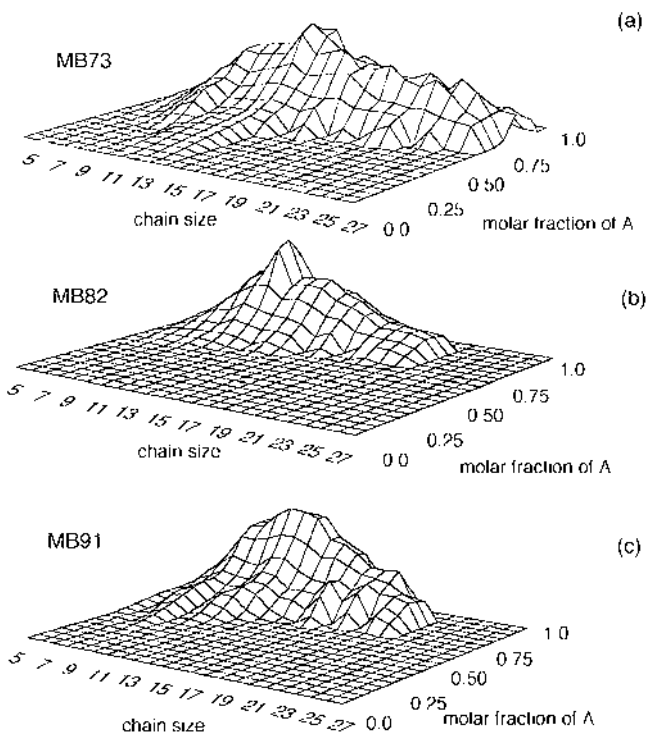 (a)
MB73
1.0
0.75
0 50
0.25
0 0
5 7 9 11 13 15 17 19 21 23 25 27
chain size
molar fraction of A
(b)
MB82
1.0
0.75
0 50
0.25
0 0
5 7 9 11 13 15 17 19 21 23 25 27
chain size
molar fraction of A
(c)
MB91
1 0
0.75
0.50
0 25
0.0
5 7 9 11 13 15 17 19 21 23 25 27
chain size
molar fraction of A